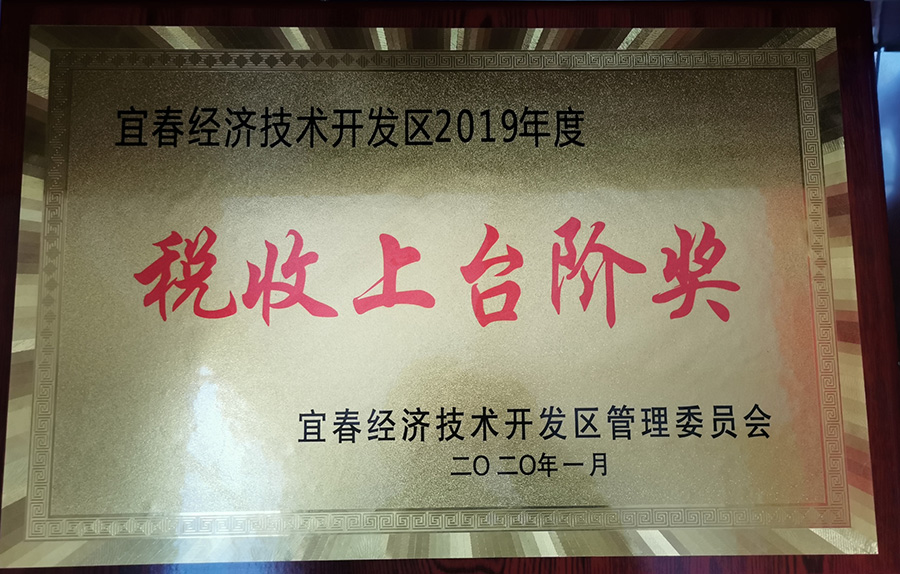 宜春经济技术开发区2019年度
税收上台阶奖
宜春经济技术开发区管理委员会
二〇二〇年一月